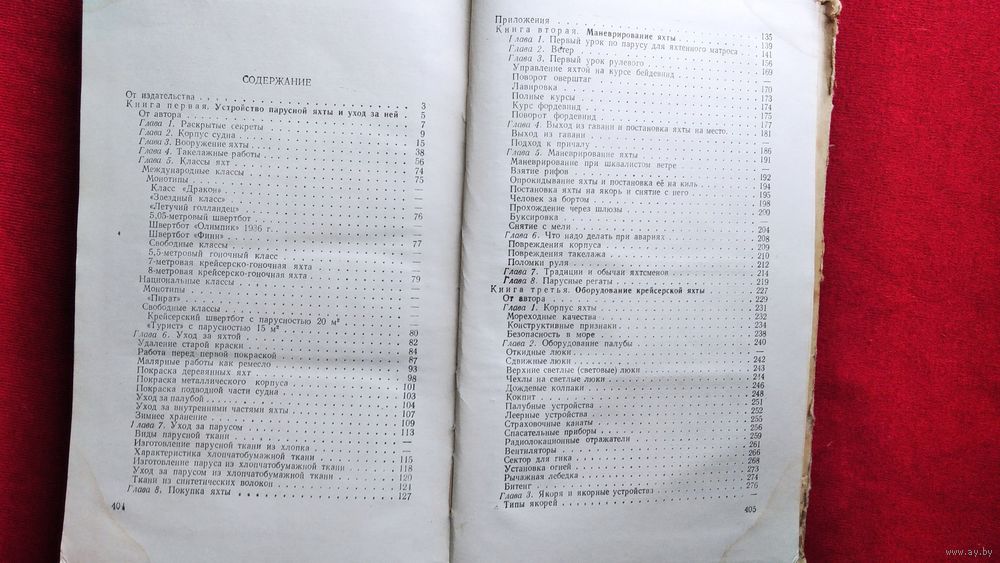 СОДЕРЖАНИЕ
От издательства . . . 3
Книга первая. Устройство парусной яхты и уход за ней . . . 5
От автора . . . 7
Глава 1. Раскрытые секреты . . . 9
Глава 2. Корпус судна . . . 15
Глава 3. Вооружение яхты . . . 38
Глава 4. Такелажные работы . . . 56
Глава 5. Классы яхт . . . 74
Международные классы . . . 75
Монотипы . . . —
Класс «Дракон» . . . —
«Звездный класс» . . . —
«Летучий голландец» . . . —
5,05-метровый швертбот . . . 76
Швертбот «Олимпик» 1936 г. . . . —
Швертбот «Финн» . . . —
Свободные классы . . . 77
5,5-метровый гоночный класс . . . —
7-метровая крейсерско-гоночная яхта . . . —
8-метровая крейсерско-гоночная яхта . . . —
Национальные классы . . . 79
Монотипы . . . —
«Пират» . . . —
Свободные классы . . . —
Крейсерский швертбот с парусностью 20 м² . . . —
«Турист» с парусностью 15 м² . . . —
Глава 6. Уход за яхтой . . . 80
Удаление старой краски . . . 82
Работа перед первой покраской . . . 84
Малярные работы как ремесло . . . 87
Покраска деревянных яхт . . . 93
Покраска металлического корпуса . . . 98
Покраска подводной части судна . . . 101
Уход за палубой . . . 103
Уход за внутренними частями яхты . . . 104
Зимнее хранение . . . 107
Глава 7. Уход за парусом . . . 109
Виды парусной ткани . . . 113
Изготовление парусной ткани из хлопка . . . —
Характеристика хлопчатобумажной ткани . . . 115
Изготовление паруса из хлопчатобумажной ткани . . . 118
Уход за парусом из хлопчатобумажной ткани . . . 120
Ткани из синтетических волокон . . . 124
Глава 8. Покупка яхты . . . 127
404
Приложения . . . 135
Книга вторая. Маневрирование яхты . . . 139
Глава 1. Первый урок по парусу для яхтенного матроса . . . 141
Глава 2. Ветер . . . 156
Глава 3. Первый урок рулевого . . . 169
Управление яхтой на курсе бейдевинд . . . —
Поворот оверштаг . . . 170
Лавировка . . . 173
Полные курсы . . . 174
Курс фордевинд . . . 175
Поворот фордевинд . . . 177
Глава 4. Выход из гавани и постановка яхты на место . . . 181
Выход из гавани . . . —
Подход к причалу . . . 186
Глава 5. Маневрирование яхты . . . 191
Маневрирование при шквалистом ветре . . . —
Взятие рифов . . . 192
Опрокидывание яхты и постановка её на киль . . . 194
Постановка яхты на якорь и снятие с него . . . 195
Человек за бортом . . . 198
Прохождение через шлюзы . . . 200
Буксировка . . . —
Снятие с мели . . . 204
Глава 6. Что надо делать при авариях . . . 208
Повреждения корпуса . . . 209
Повреждения такелажа . . . 210
Поломки руля . . . 212
Глава 7. Традиции и обычаи яхтсменов . . . 214
Глава 8. Парусные регаты . . . 219
Книга третья. Оборудование крейсерской яхты . . . 227
От автора . . . 229
Глава 1. Корпус яхты . . . 231
Мореходные качества . . . 232
Конструктивные признаки . . . 234
Безопасность в море . . . 238
Глава 2. Оборудование палубы . . . 240
Откидные люки . . . —
Сдвижные люки . . . 242
Верхние светлые (световые) люки . . . 243
Чехлы на светлые люки . . . 244
Дождевые колпаки . . . 246
Кокпит . . . 248
Палубные устройства . . . 251
Леерные устройства . . . 252
Страховочные канаты . . . 255
Спасательные приборы . . . 256
Радиолокационные отражатели . . . 259
Вентиляторы . . . 261
Сектор для гика . . . 266
Установка огней . . . 268
Рычажная лебедка . . . 273
Битенг . . . 274
Глава 3. Якоря и якорные устройства . . . 276
Типы якорей . . . —
405
www.ay.by